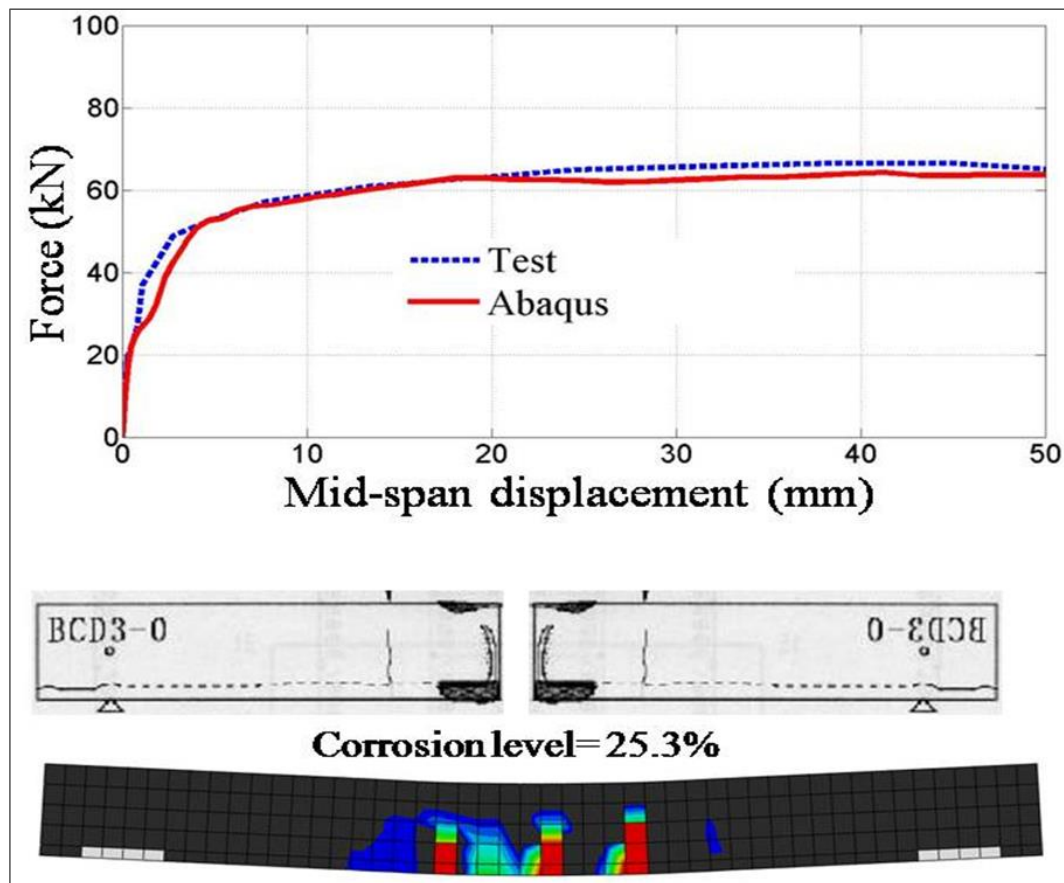 100
80
60
40
20
0
Force (kN)
Test
Abaqus
0 10 20 30 40 50
Mid-span displacement (mm)
BCD3-0 BCD3-0
Corrosion level=25.3%